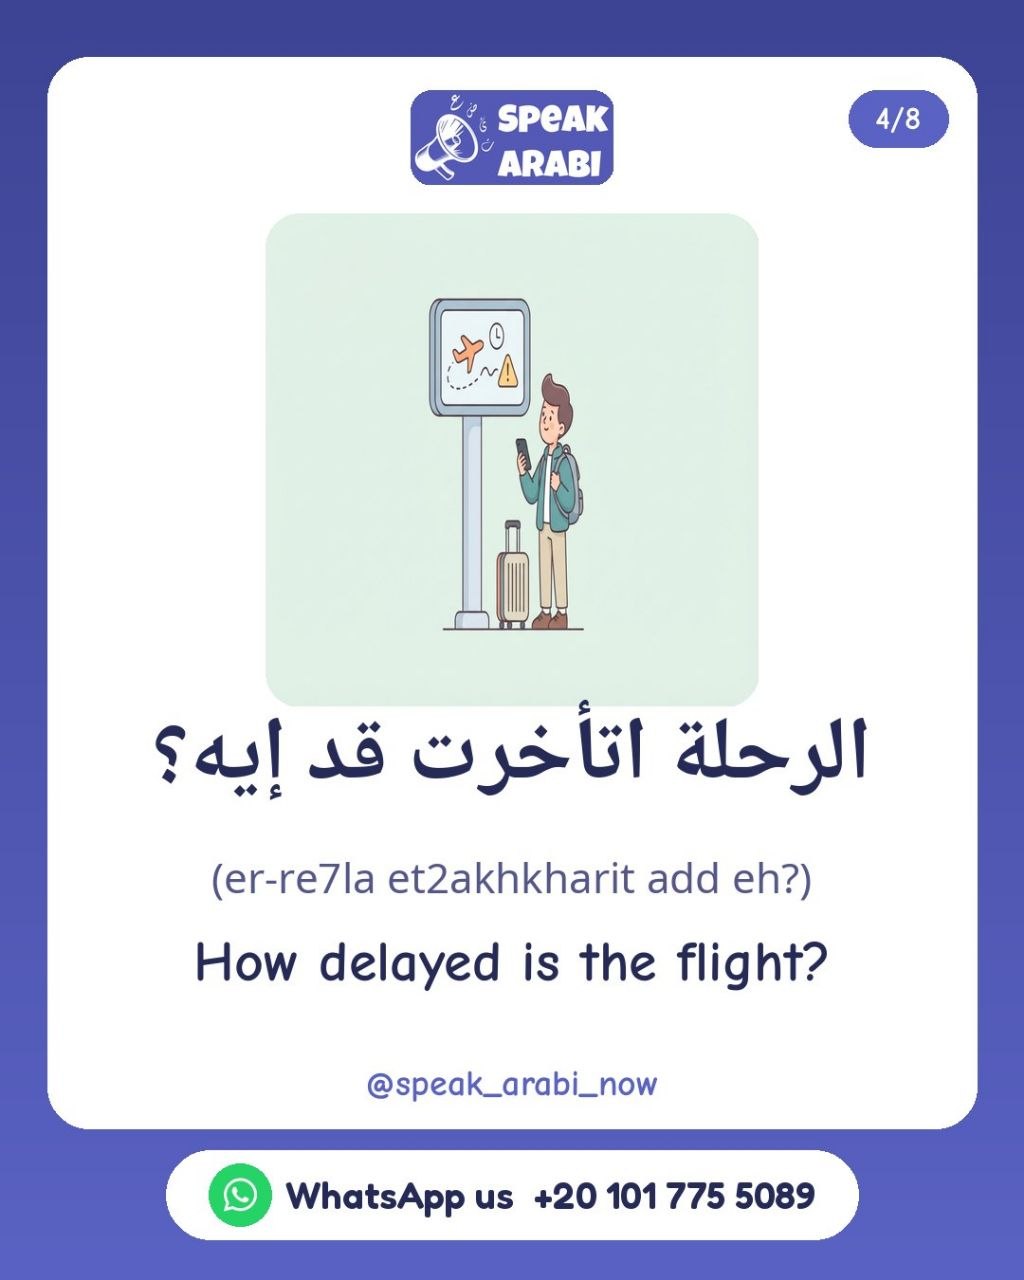 SPEAK
ARABI
4/8
الرحلة اتأخرت قد إيه؟
(er-re7la et2akhkharit add eh?)
How delayed is the flight?
@speak_arabi_now
WhatsApp us +20 101 775 5089